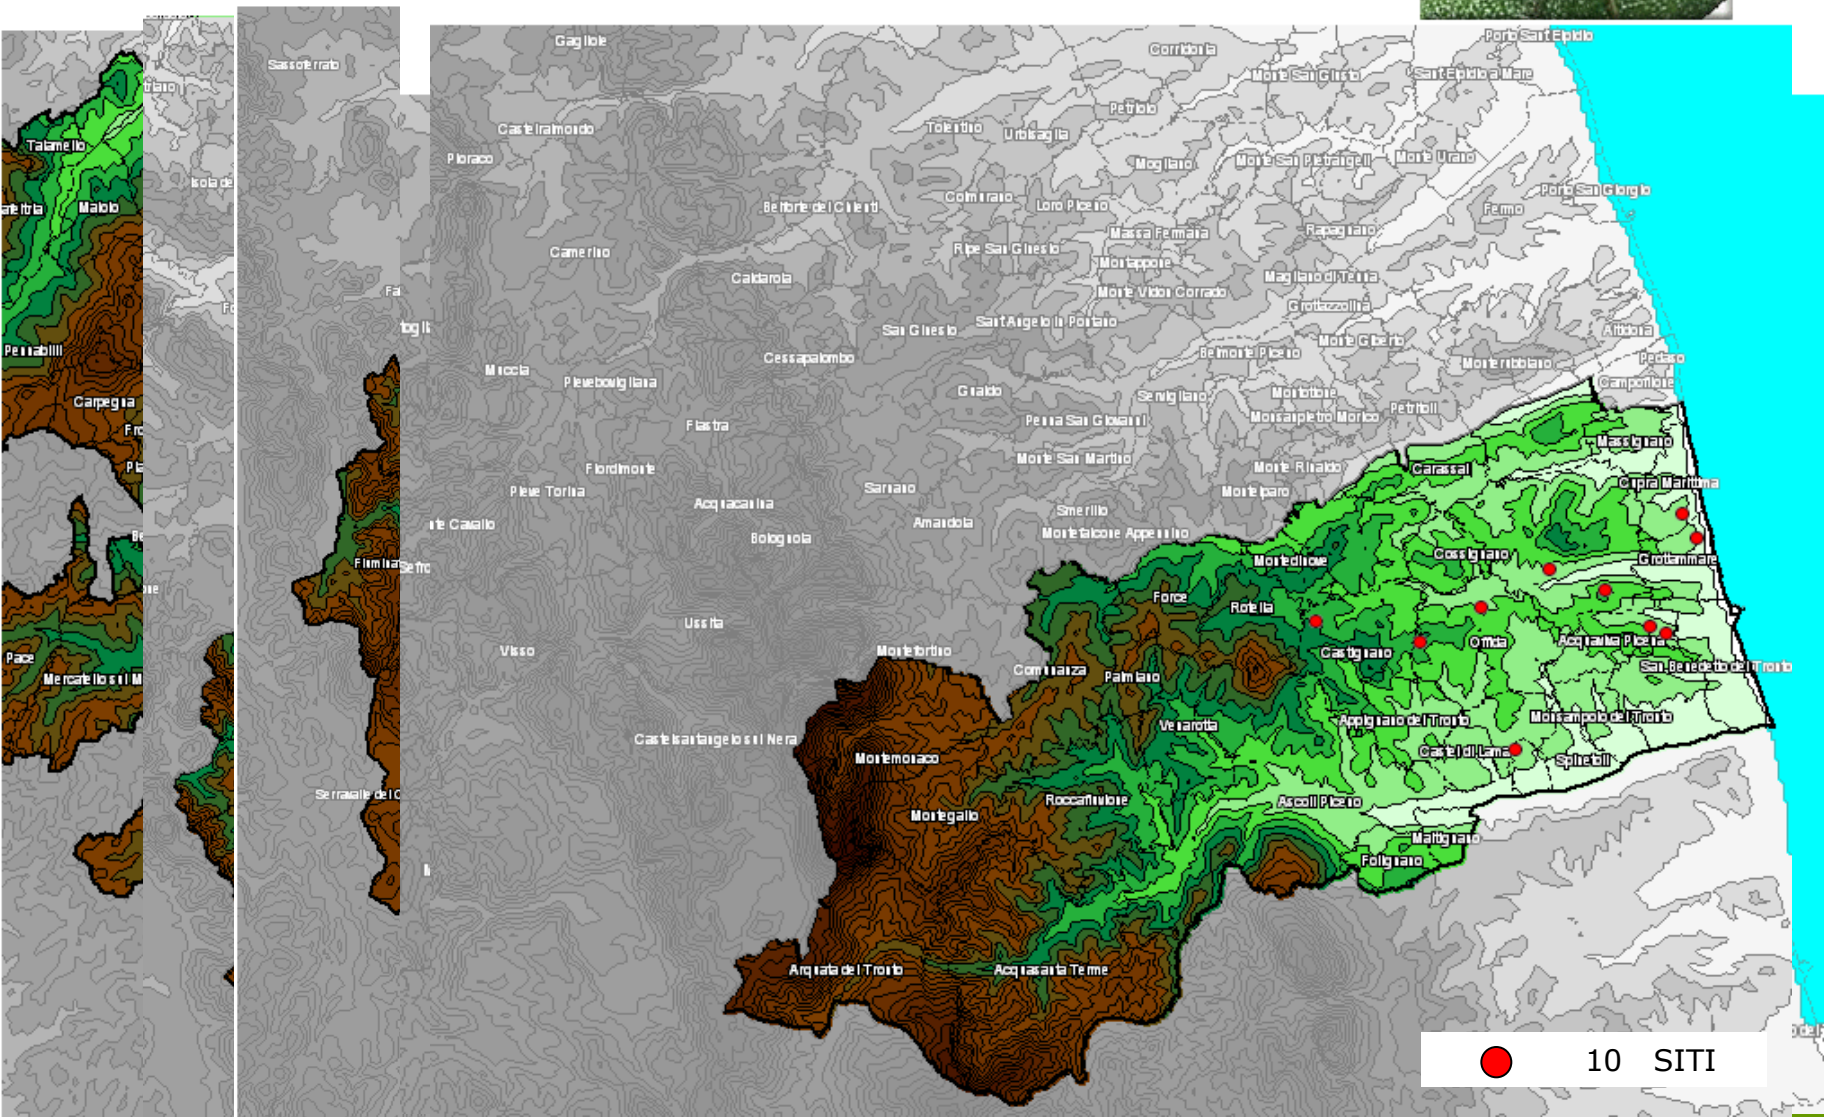 Gagliole
Porto Sant'Elpidio
Corridonia
Sassoferrato
Monte San Giusto
Sant'Elpidio a Mare
Petriolo
Castelraimondo
Tolentino
Urbisaglia
Talamello
Pioraco
Mogliano
Monte San Pietrangeli
Monte Urano
Isola de
Porto San Giorgio
Colmurano
Maiolo
Belforte del Chienti
Loro Piceno
Fermo
Massa Fermana
Rapagnano
Camerino
Ripe San Ginesio
Montappone
Caldarola
Magliano di Tenna
Monte Vidon Corrado
Grottazzolina
San Ginesio
Sant'Angelo in Pontano
Altidona
Monte Giberto
Pennabilli
Belmonte Piceno
Cessapalombo
Pedaso
Monterubbiano
Muccia
Pievebovigliana
Campofilone
Gualdo
Servigliano
Montottone
Carpegna
Petritoli
Monsampietro Morico
Penna San Giovanni
Fiastra
Massignano
Monte San Martino
Monte Rinaldo
Carassai
Fiordimonte
Cupra Marittima
Pieve Torina
Sarnano
Monteparo
Acquacanina
Smerillo
Amandola
Montefalcone Appennino
Bolognola
Cossignano
Montedinove
Grottammare
Force
Rotella
Ussita
Offida
Acquaviva Picena
Visso
Montefortino
Castignano
Pace
San Benedetto del Tronto
Comunanza
Palmiano
Mercatello sul M
Appignano del Tronto
Monsampolo del Tronto
Venarotta
Castelsantangelo sul Nera
Castel di Lama
Montemonaco
Spinetoli
Serravalle del C
Roccafluvione
Ascoli Piceno
Montegallo
Maltignano
Folignano
Arquata del Tronto
Acquasanta Terme
10 SITI